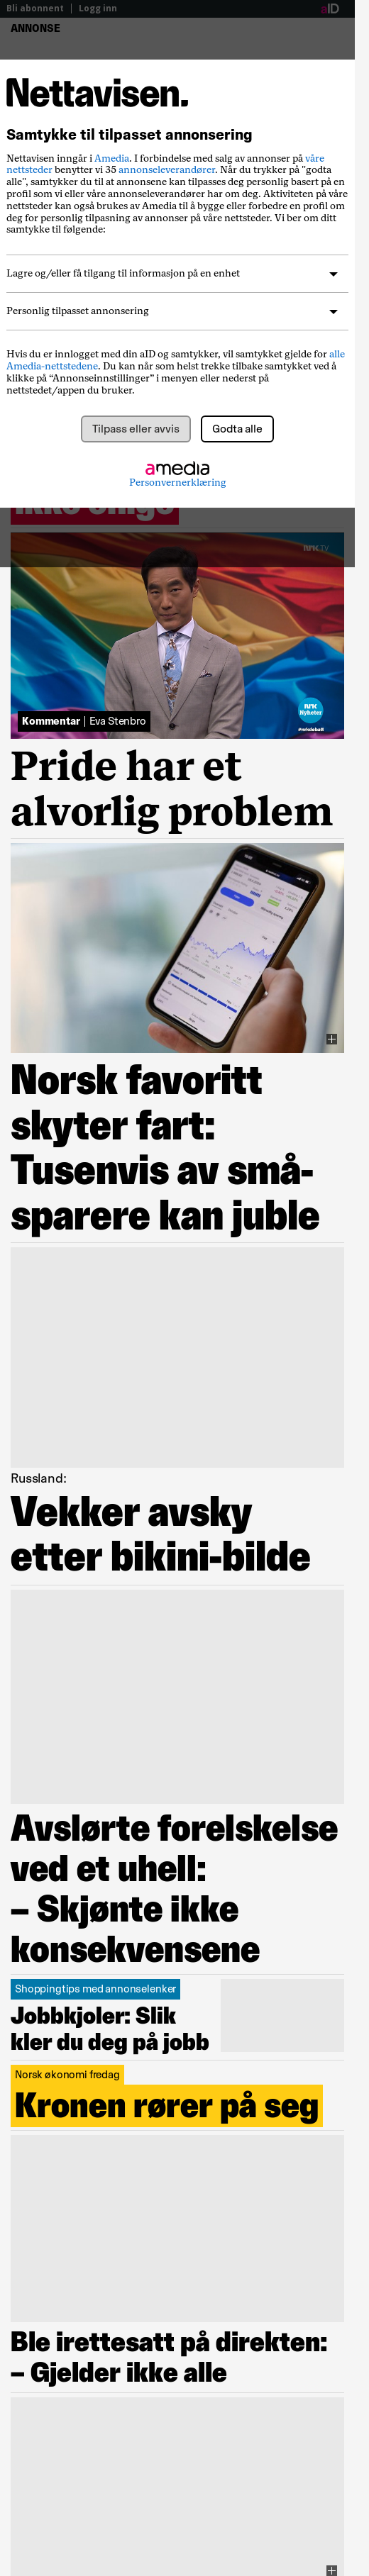 Bli abonnent | Logg inn
aID
ANNONSE
Nettavisen.
Samtykke til tilpasset annonsering
Nettavisen inngår i Amedia. I forbindelse med salg av annonser på våre
nettsteder benytter vi 35 annonseleverandører. Når du trykker på "godta
alle", samtykker du til at annonsene kan tilpasses deg personlig basert på en
profil som vi eller våre annonseleverandører har om deg. Aktiviteten på våre
nettsteder kan også brukes av Amedia til å bygge eller forbedre en profil om
deg for personlig tilpasning av annonser på våre nettsteder. Vi ber om ditt
samtykke til følgende:
Lagre og/eller få tilgang til informasjon på en enhet
Personlig tilpasset annonsering
Hvis du er innlogget med din aID og samtykker, vil samtykket gjelde for alle
Amedia-nettstedene. Du kan når som helst trekke tilbake samtykket ved å
klikke på “Annonseinnstillinger” i menyen eller nederst på
nettstedet/appen du bruker.
Tilpass eller avvis
Godta alle
amedia
Personvernerklæring
NRK TV
NRK
Nyheter
#nrkdebatt
Kommentar | Eva Stenbro
Pride har et
alvorlig problem
Norsk favoritt
skyter fart:
Tusenvis av små-
sparere kan juble
Russland:
Vekker avsky
etter bikini-bilde
Avslørte forelskelse
ved et uhell:
– Skjønte ikke
konsekvensene
Shoppingtips med annonselenker
Jobbkjoler: Slik
kler du deg på jobb
Norsk økonomi fredag
Kronen rører på seg
Ble irettesatt på direkten:
– Gjelder ikke alle